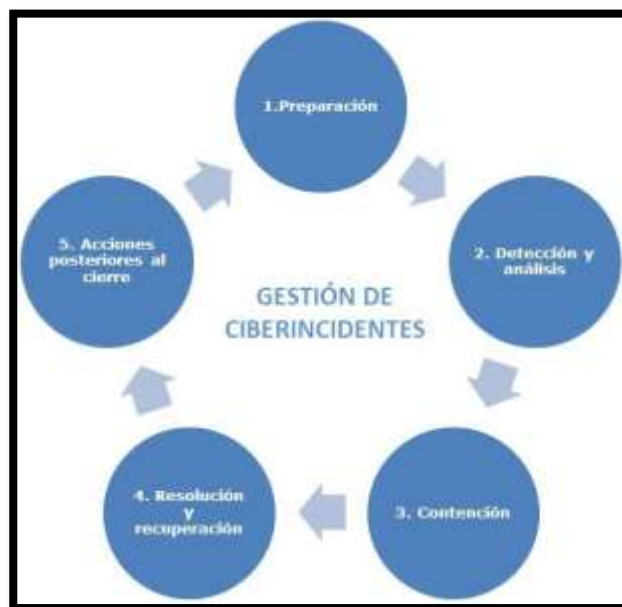 1.Preparación
2. Detección y
análisis
3. Contención
4. Resolución
y
recuperación
5. Acciones
posteriores al
cierre
GESTIÓN DE
CIBERINCIDENTES